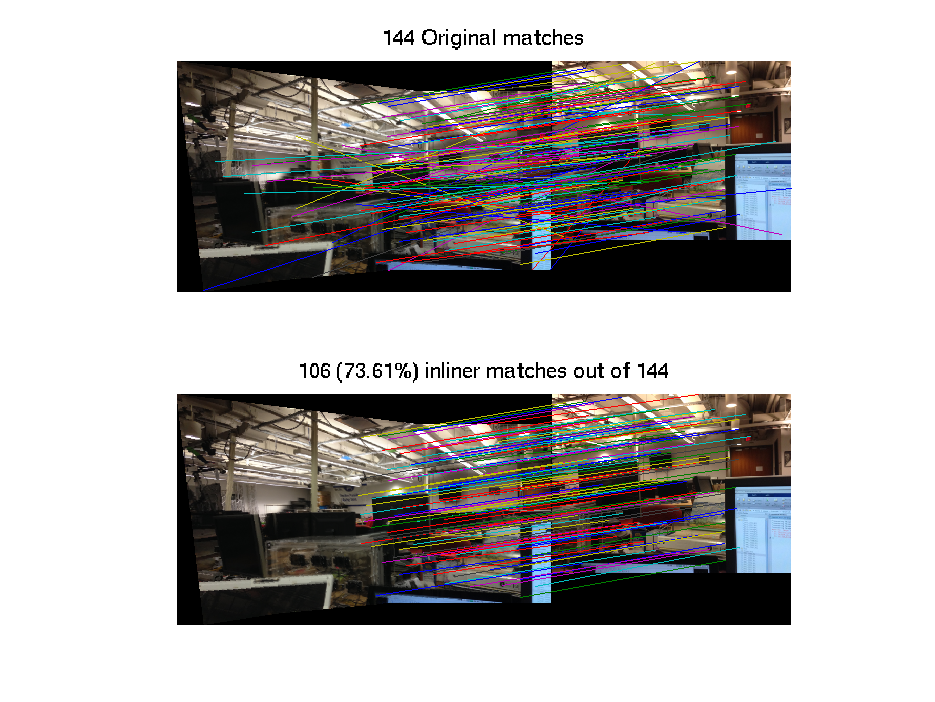 144 Original matches
106 (73.61%) inliner matches out of 144